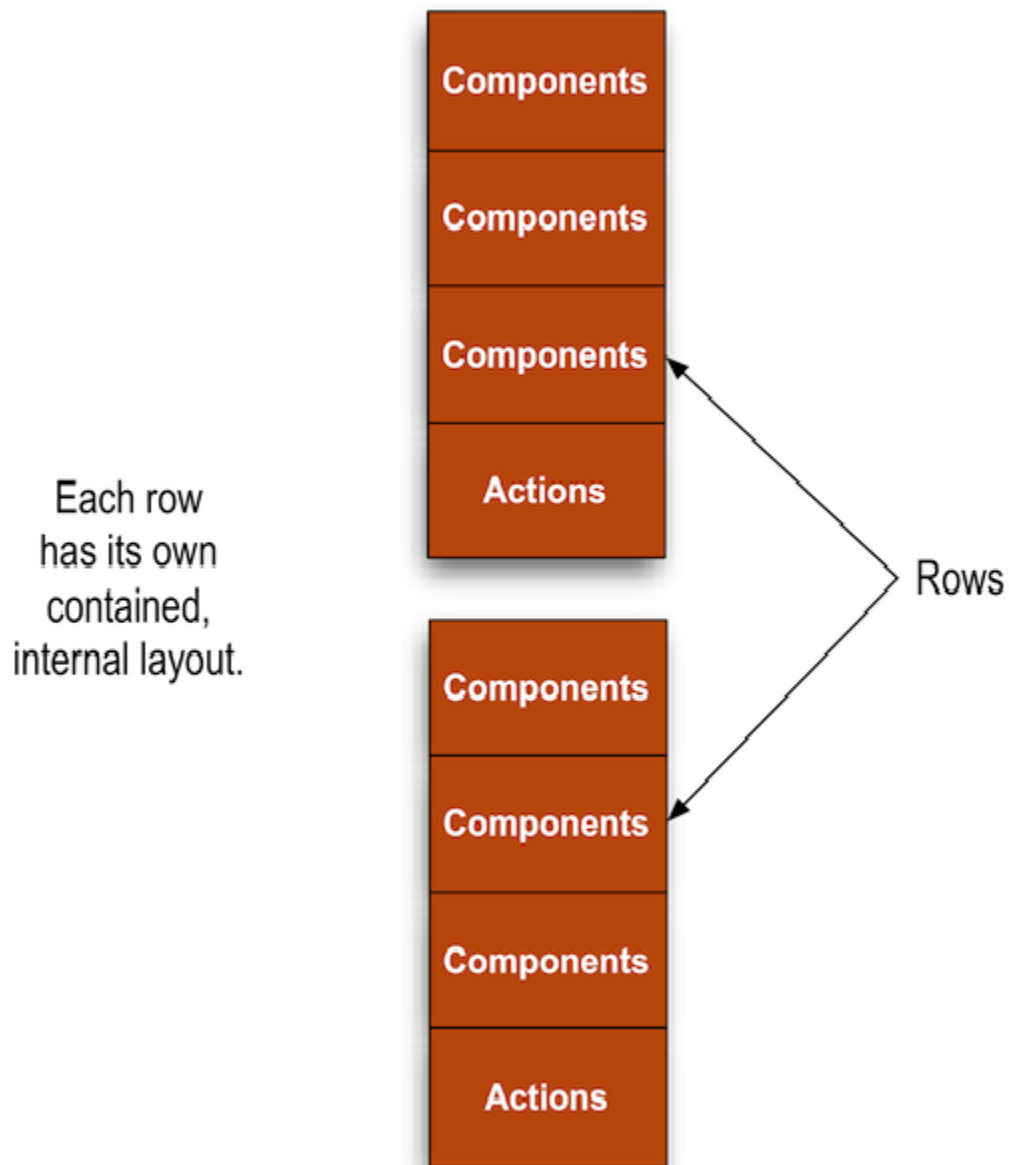 Components
Components
Components
Actions
Each row
has its own
contained,
internal layout.
Rows
Components
Components
Components
Actions